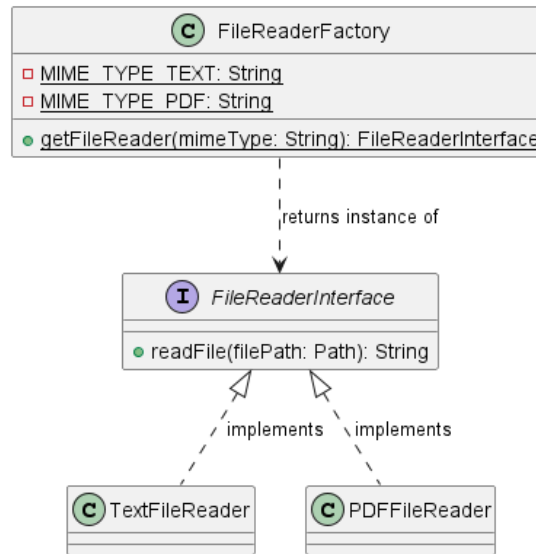 C FileReaderFactory
MIME_TYPE_TEXT: String
MIME_TYPE_PDF: String
getFileReader(mimeType: String): FileReaderInterface
returns instance of
I FileReaderInterface
readFile(filePath: Path): String
implements
implements
C TextFileReader
C PDFFileReader